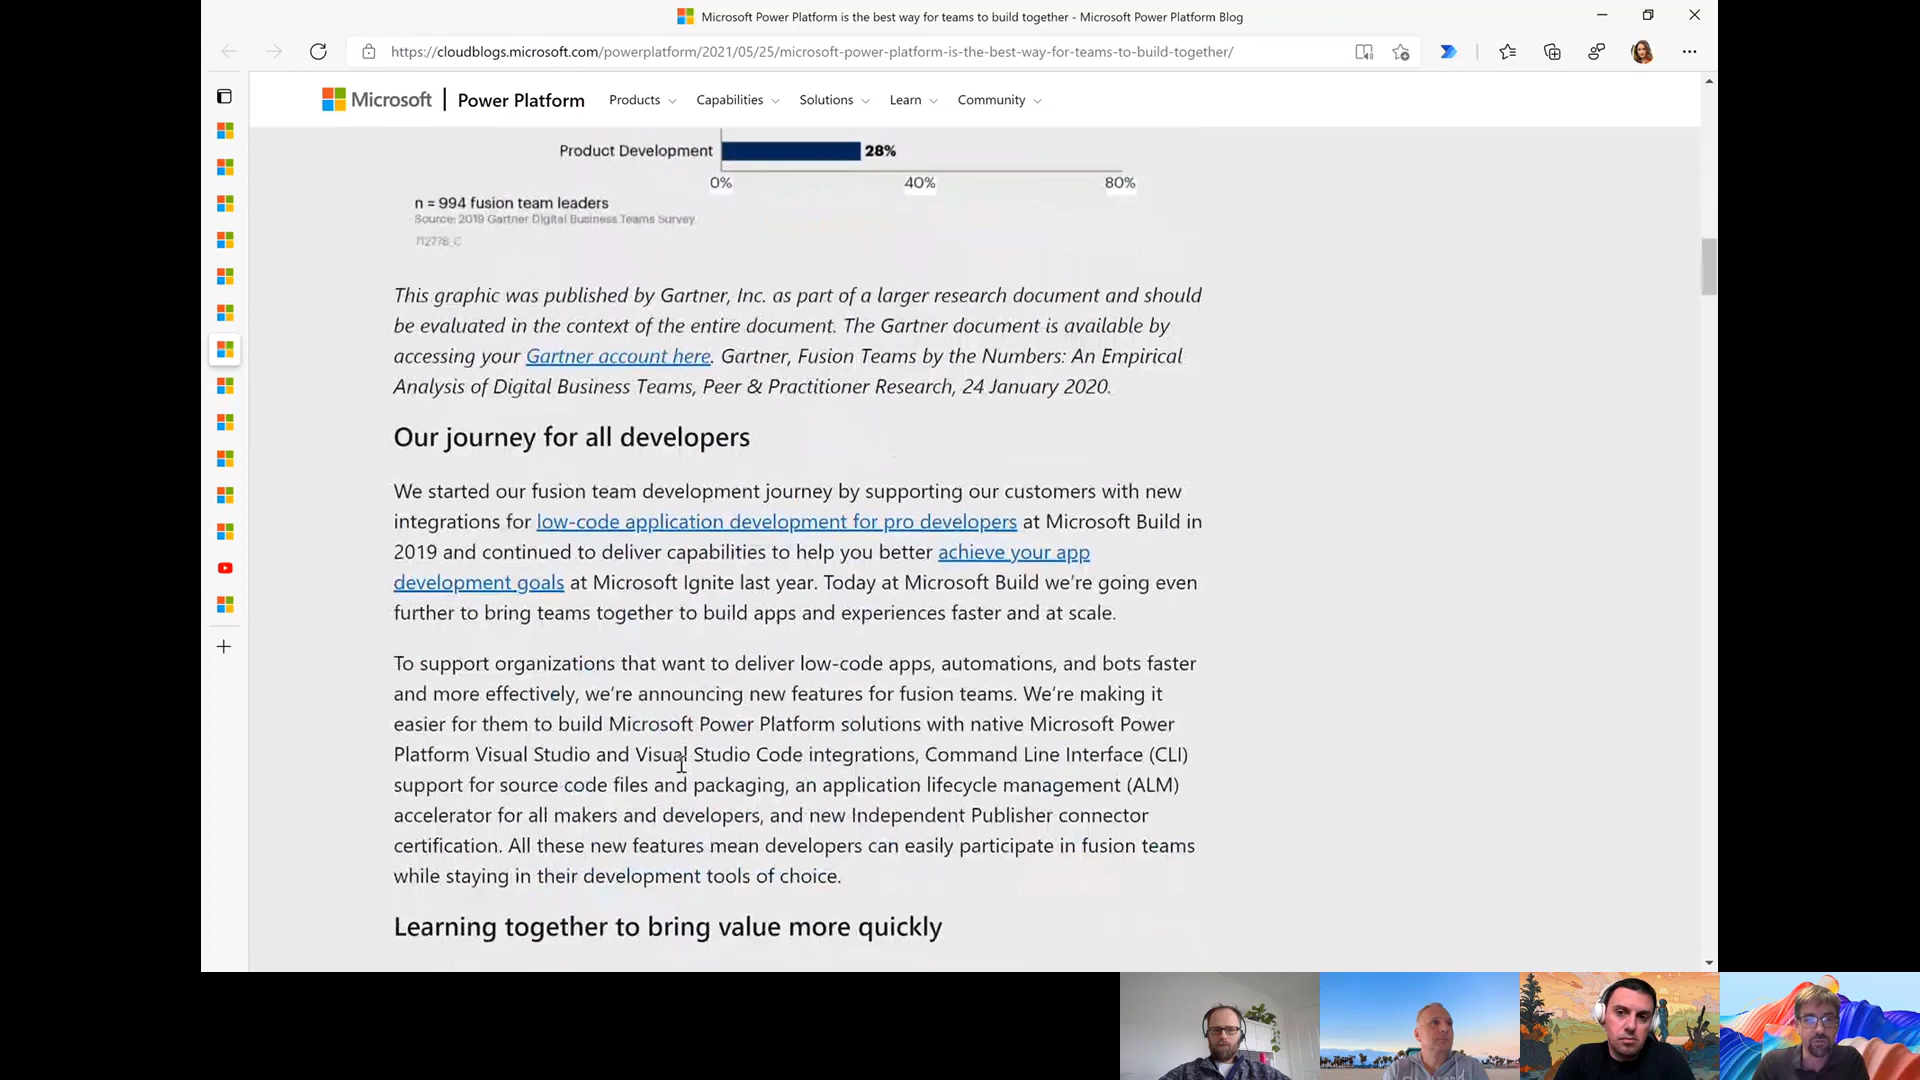 Microsoft Power Platform is the best way for teams to build together - Microsoft Power Platform Blog
https://cloudblogs.microsoft.com/powerplatform/2021/05/25/microsoft-power-platform-is-the-best-way-for-teams-to-build-together/
Microsoft | Power Platform Products Capabilities Solutions Learn Community
Product Development 28%
0% 40% 80%
n = 994 fusion team leaders
Source: 2019 Gartner Digital Business Teams Survey
712778_C
This graphic was published by Gartner, Inc. as part of a larger research document and should
be evaluated in the context of the entire document. The Gartner document is available by
accessing your Gartner account here. Gartner, Fusion Teams by the Numbers: An Empirical
Analysis of Digital Business Teams, Peer & Practitioner Research, 24 January 2020.
Our journey for all developers
We started our fusion team development journey by supporting our customers with new
integrations for low-code application development for pro developers at Microsoft Build in
2019 and continued to deliver capabilities to help you better achieve your app
development goals at Microsoft Ignite last year. Today at Microsoft Build we're going even
further to bring teams together to build apps and experiences faster and at scale.
To support organizations that want to deliver low-code apps, automations, and bots faster
and more effectively, we're announcing new features for fusion teams. We're making it
easier for them to build Microsoft Power Platform solutions with native Microsoft Power
Platform Visual Studio and Visual Studio Code integrations, Command Line Interface (CLI)
support for source code files and packaging, an application lifecycle management (ALM)
accelerator for all makers and developers, and new Independent Publisher connector
certification. All these new features mean developers can easily participate in fusion teams
while staying in their development tools of choice.
Learning together to bring value more quickly